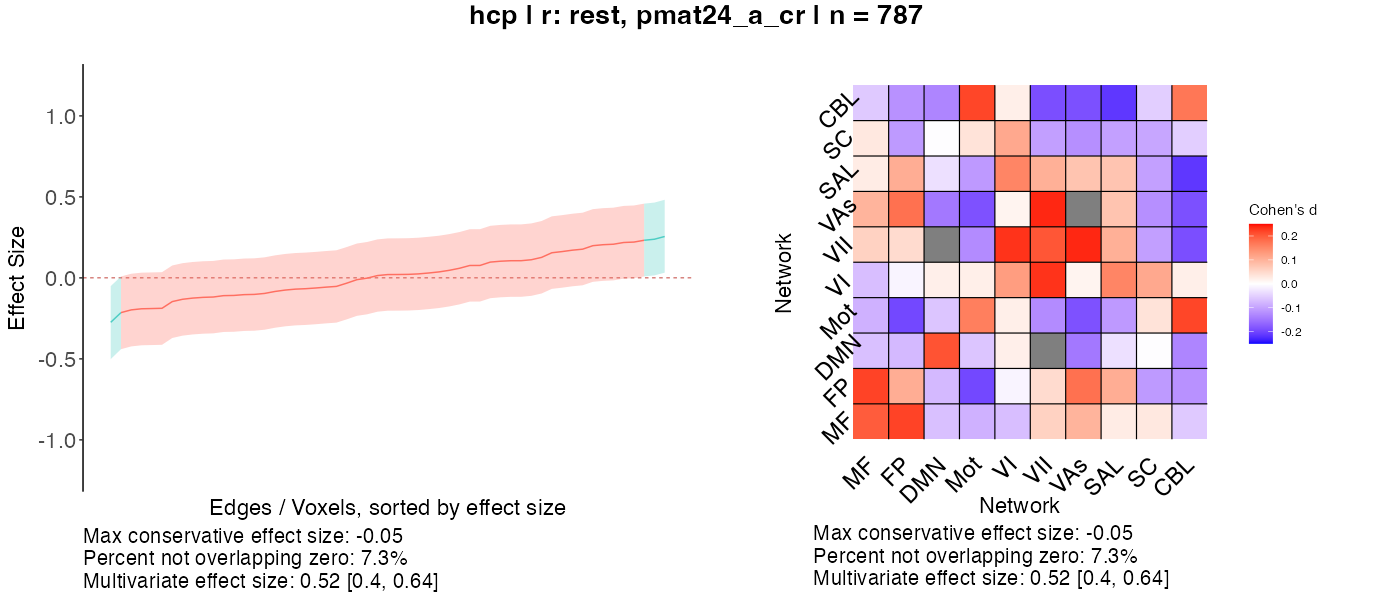 hcp | r: rest, pmat24_a_cr | n = 787
Effect Size
1.0
0.5
0.0
-0.5
-1.0
Edges / Voxels, sorted by effect size
Max conservative effect size: -0.05
Percent not overlapping zero: 7.3%
Multivariate effect size: 0.52 [0.4, 0.64]
Network
CBL
SC
SAL
VAs
VII
VI
Mot
DMN
FP
MF
MF
FP
DMN
Mot
VI
VII
VAs
SAL
SC
CBL
Network
Cohen's d
0.2
0.1
0.0
-0.1
-0.2
Max conservative effect size: -0.05
Percent not overlapping zero: 7.3%
Multivariate effect size: 0.52 [0.4, 0.64]